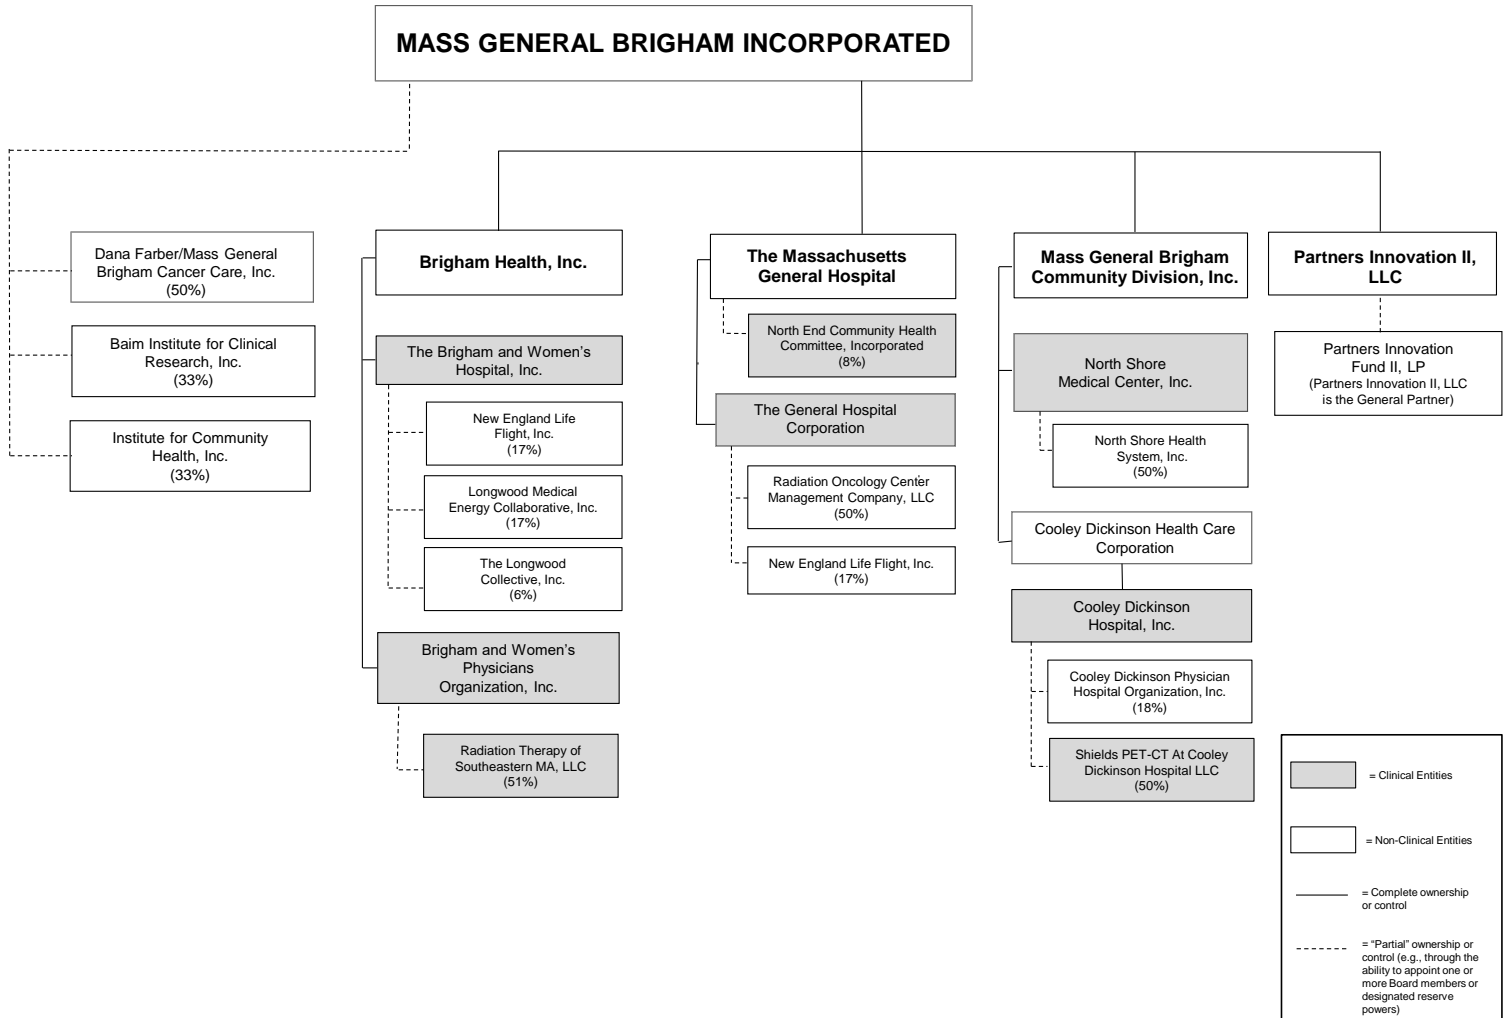 MASS GENERAL BRIGHAM INCORPORATED
Dana Farber/Mass General
Brigham Cancer Care, Inc.
(50%)
Baim Institute for Clinical
Research, Inc.
(33%)
Institute for Community
Health, Inc.
(33%)
Brigham Health, Inc.
The Brigham and Women's
Hospital, Inc.
New England Life
Flight, Inc.
(17%)
Longwood Medical
Energy Collaborative, Inc.
(17%)
The Longwood
Collective, Inc.
(6%)
Brigham and Women's
Physicians
Organization, Inc.
Radiation Therapy of
Southeastern MA, LLC
(51%)
The Massachusetts
General Hospital
North End Community Health
Committee, Incorporated
(8%)
The General Hospital
Corporation
Radiation Oncology Center
Management Company, LLC
(50%)
New England Life Flight, Inc.
(17%)
Mass General Brigham
Community Division, Inc.
North Shore
Medical Center, Inc.
North Shore Health
System, Inc.
(50%)
Cooley Dickinson Health Care
Corporation
Cooley Dickinson
Hospital, Inc.
Cooley Dickinson Physician
Hospital Organization, Inc.
(18%)
Shields PET-CT At Cooley
Dickinson Hospital LLC
(50%)
Partners Innovation II,
LLC
Partners Innovation
Fund II, LP
(Partners Innovation II, LLC
is the General Partner)
= Clinical Entities
= Non-Clinical Entities
= Complete ownership
or control
= "Partial" ownership or
control (e.g., through the
ability to appoint one or
more Board members or
designated reserve
powers)